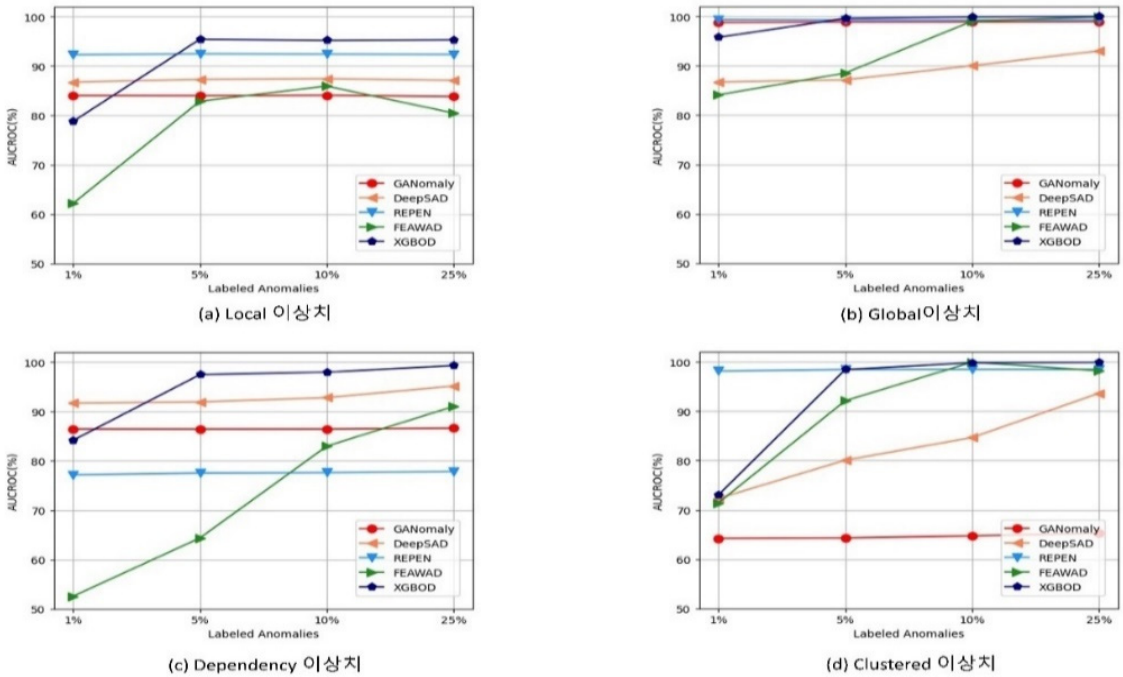 100
90
80
70
60
50
AUCROC(%)
GANomaly
DeepSAD
REPEN
FEAWAD
XGBOD
1% 5% 10% 25%
Labeled Anomalies
(a) Local 이상치
100
90
80
70
60
50
AUCROC(%)
GANomaly
DeepSAD
REPEN
FEAWAD
XGBOD
1% 5% 10% 25%
Labeled Anomalies
(b) Global이상치
100
90
80
70
60
50
AUCROC(%)
GANomaly
DeepSAD
REPEN
FEAWAD
XGBOD
1% 5% 10% 25%
Labeled Anomalies
(c) Dependency 이상치
100
90
80
70
60
50
AUCROC(%)
GANomaly
DeepSAD
REPEN
FEAWAD
XGBOD
1% 5% 10% 25%
Labeled Anomalies
(d) Clustered 이상치